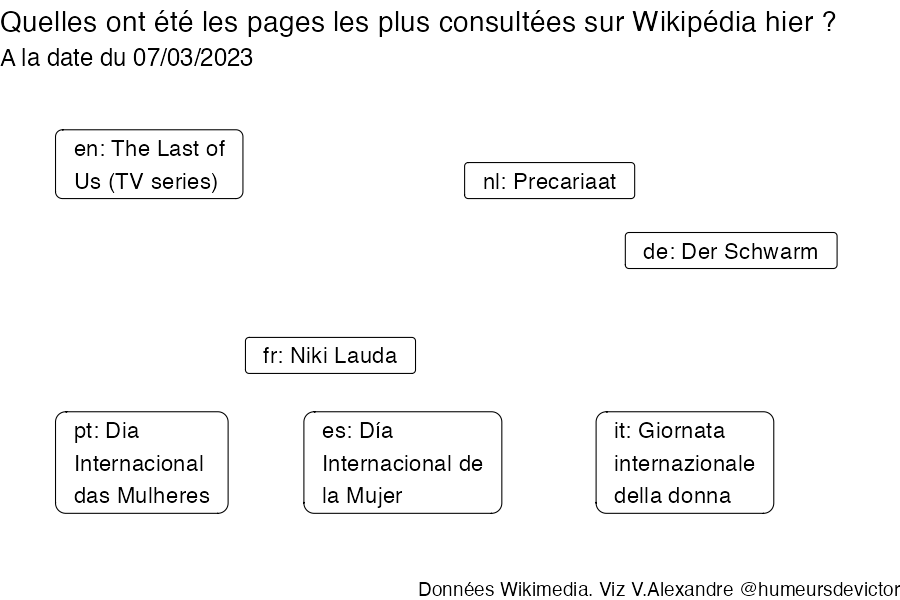 Quelles ont été les pages les plus consultées sur Wikipédia hier ?
A la date du 07/03/2023
en: The Last of
Us (TV series)
nl: Precariaat
de: Der Schwarm
fr: Niki Lauda
pt: Dia
Internacional
das Mulheres
es: Día
Internacional de
la Mujer
it: Giornata
internazionale
della donna
Données Wikimedia. Viz V.Alexandre @humeursdevictor